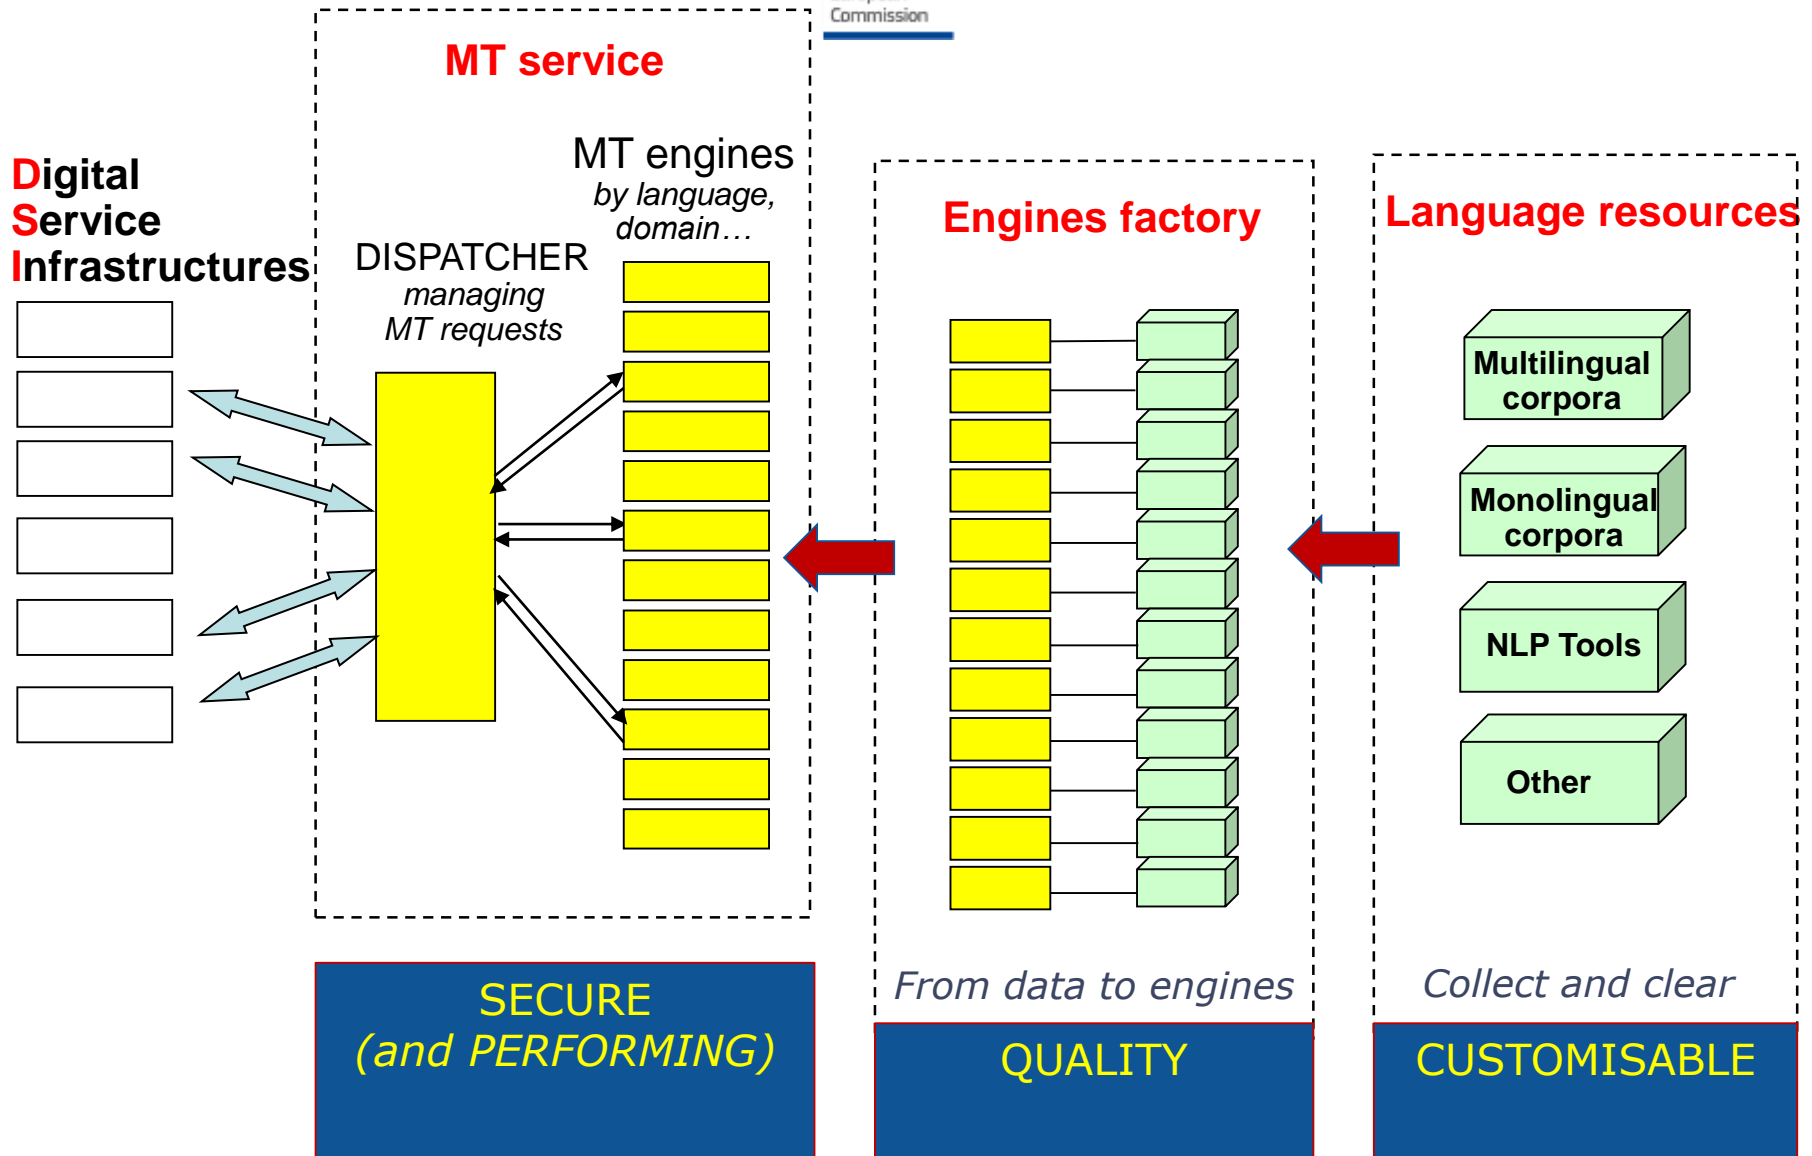 Commission
MT service
Digital
Service
Infrastructures
DISPATCHER
managing
MT requests
MT engines
by language,
domain…
Engines factory
Language resources
Multilingual
corpora
Monolingual
corpora
NLP Tools
Other
From data to engines
Collect and clear
SECURE
(and PERFORMING)
QUALITY
CUSTOMISABLE